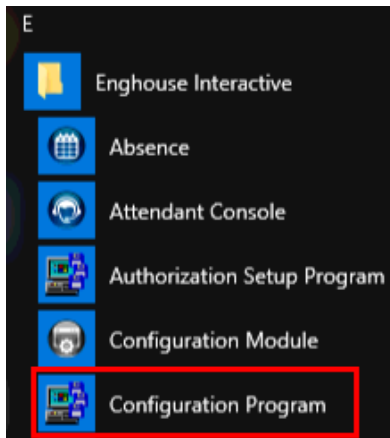 E
Enghouse Interactive
Absence
Attendant Console
Authorization Setup Program
Configuration Module
Configuration Program